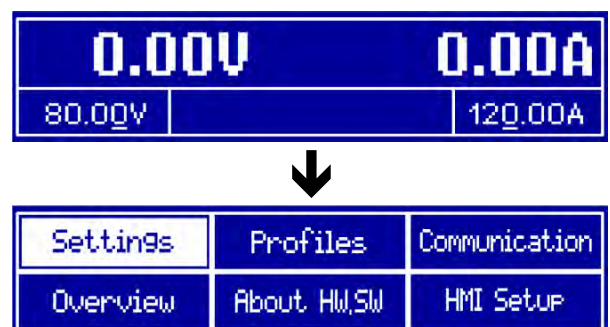 0.00V 0.00A
80.00V 120.00A
Settings Profiles Communication
Overview About HW,SW HMI Setup